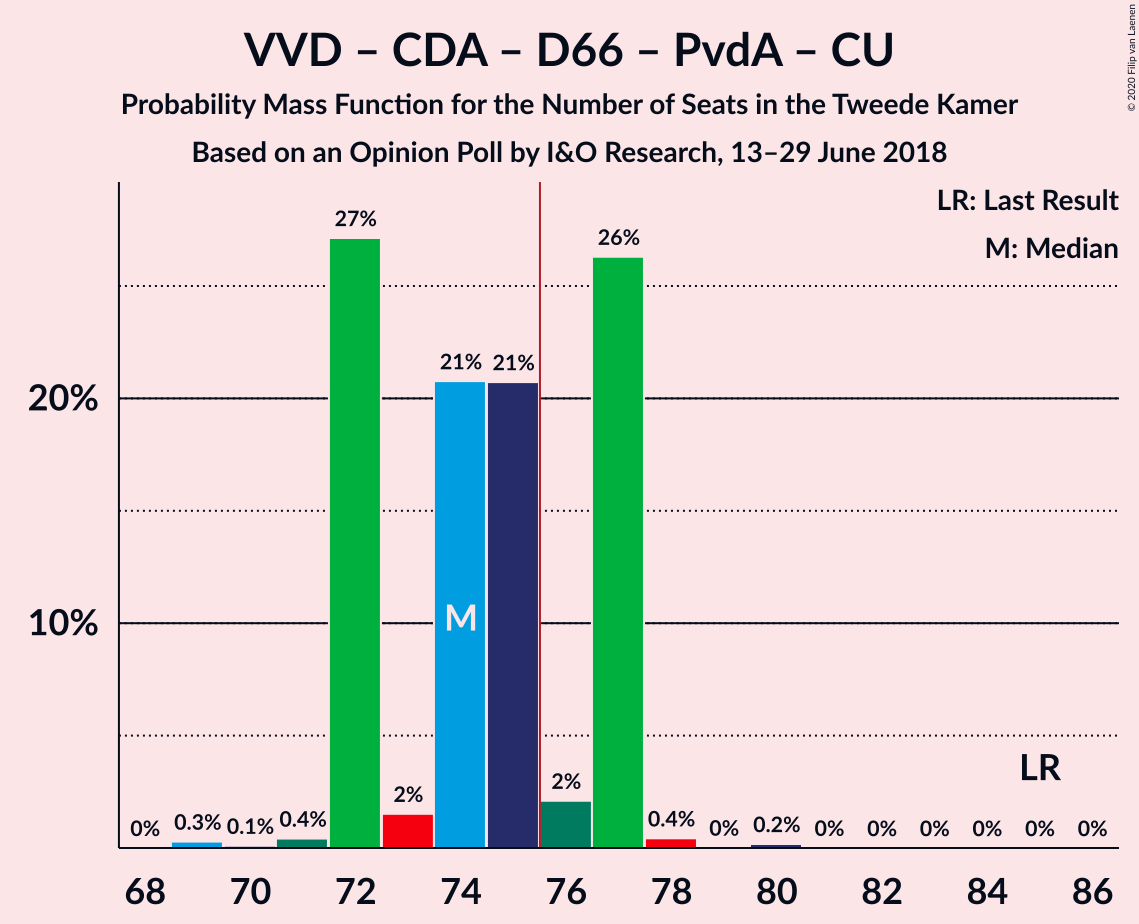 VVD – CDA – D66 – PvdA – CU
Probability Mass Function for the Number of Seats in the Tweede Kamer
Based on an Opinion Poll by I&O Research, 13–29 June 2018
© 2020 Filip van Laenen
LR: Last Result
M: Median
27%
26%
21% 21%
20%
M
10%
LR
0% 0.3% 0.1% 0.4% 2% 2% 0.4% 0% 0.2% 0% 0% 0% 0% 0% 0%
68 70 72 74 76 78 80 82 84 86